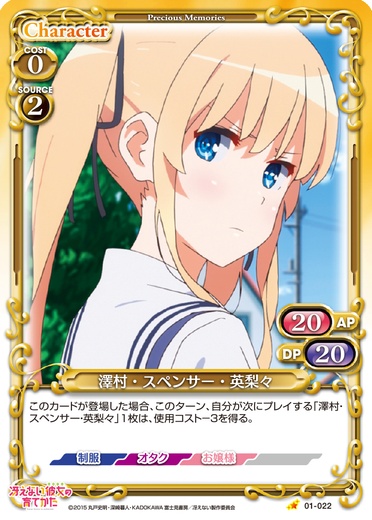 Precious Memories
Character
COST
0
SOURCE
2
20 AP
DP 20
澤村・スペンサー・英梨々
このカードが登場した場合、このターン、自分が次にプレイする「澤村・
スペンサー・英梨々」1枚は、使用コスト－3を得る。
制服 オタク お嬢様
冴えない彼女の
育てかた
©2015 丸戸史明・深崎暮人・KADOKAWA 富士見書房／冴えない製作委員会
01-022